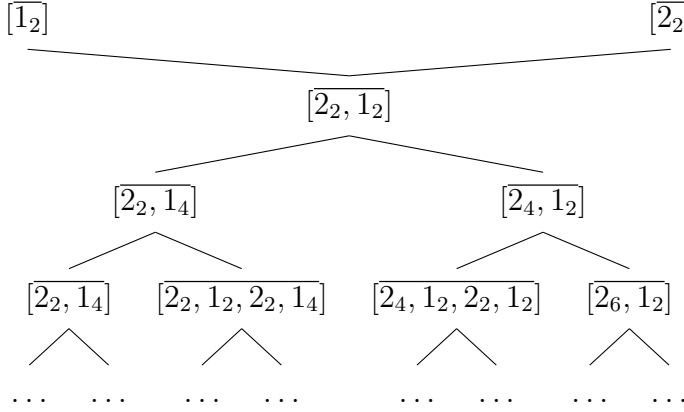 [1₂] [2₂
[2₂, 1₂]
[2₂, 1₄] [2₄, 1₂]
[2₂, 1₄] [2₂, 1₂, 2₂, 1₄] [2₄, 1₂, 2₂, 1₂] [2₆, 1₂]
... ... ... ... ... ... ... ...